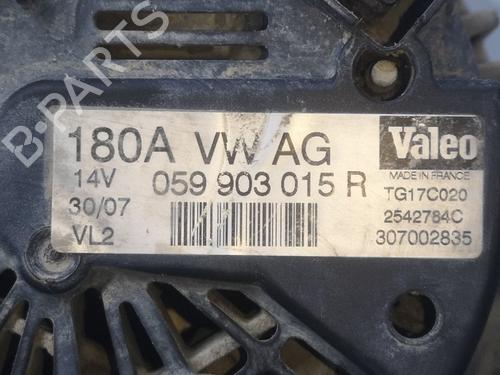 B-PARTS
180A VW AG
Valeo
MADE IN FRANCE
14V 059 903 015 R
TG17C020
30/07
2542784C
VL2
307002835